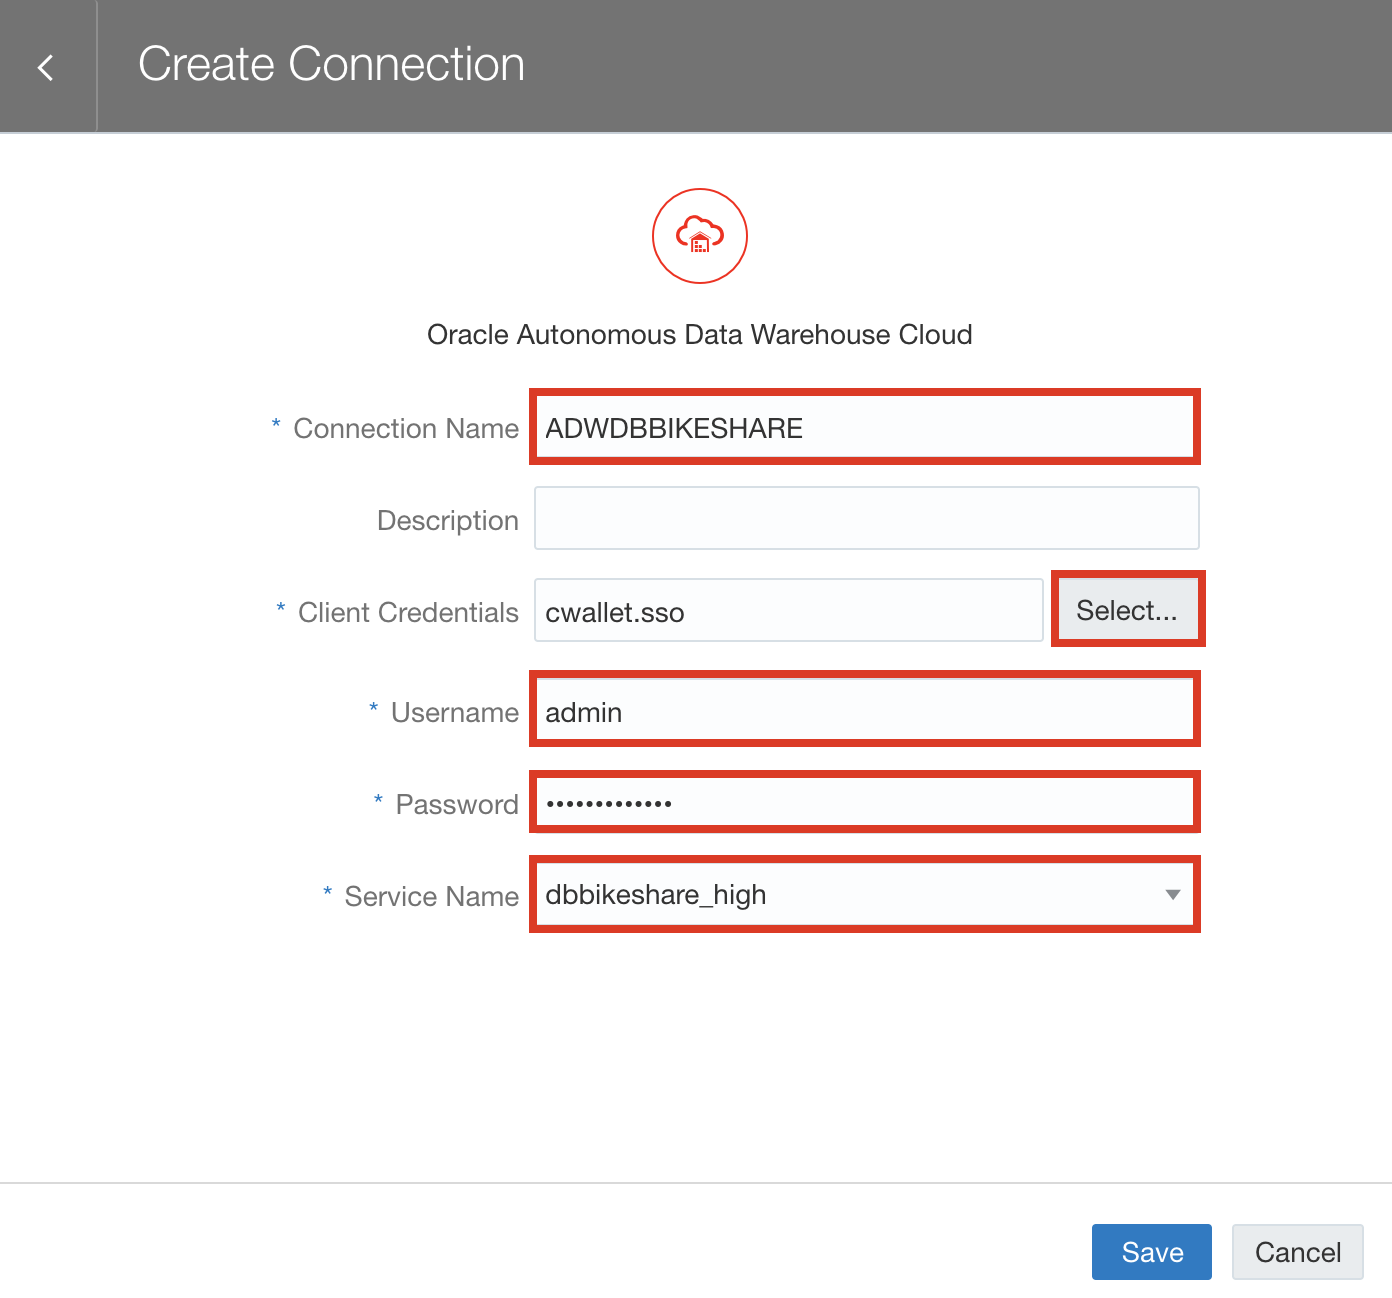 Create Connection
Oracle Autonomous Data Warehouse Cloud
* Connection Name ADWDBBIKESHARE
Description
* Client Credentials cwallet.sso Select...
* Username admin
* Password •••••••••••••
* Service Name dbbikeshare_high
Save Cancel